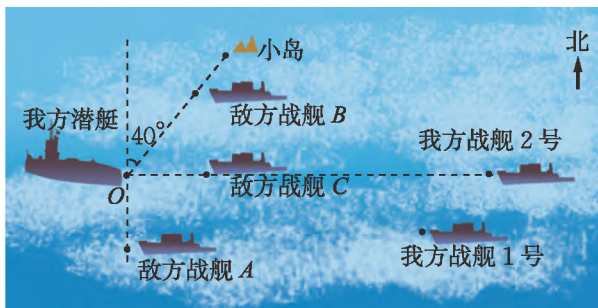 小岛
北
敌方战舰 B
我方潜艇
40°
我方战舰 2 号
敌方战舰 C
O
敌方战舰 A
我方战舰 1 号